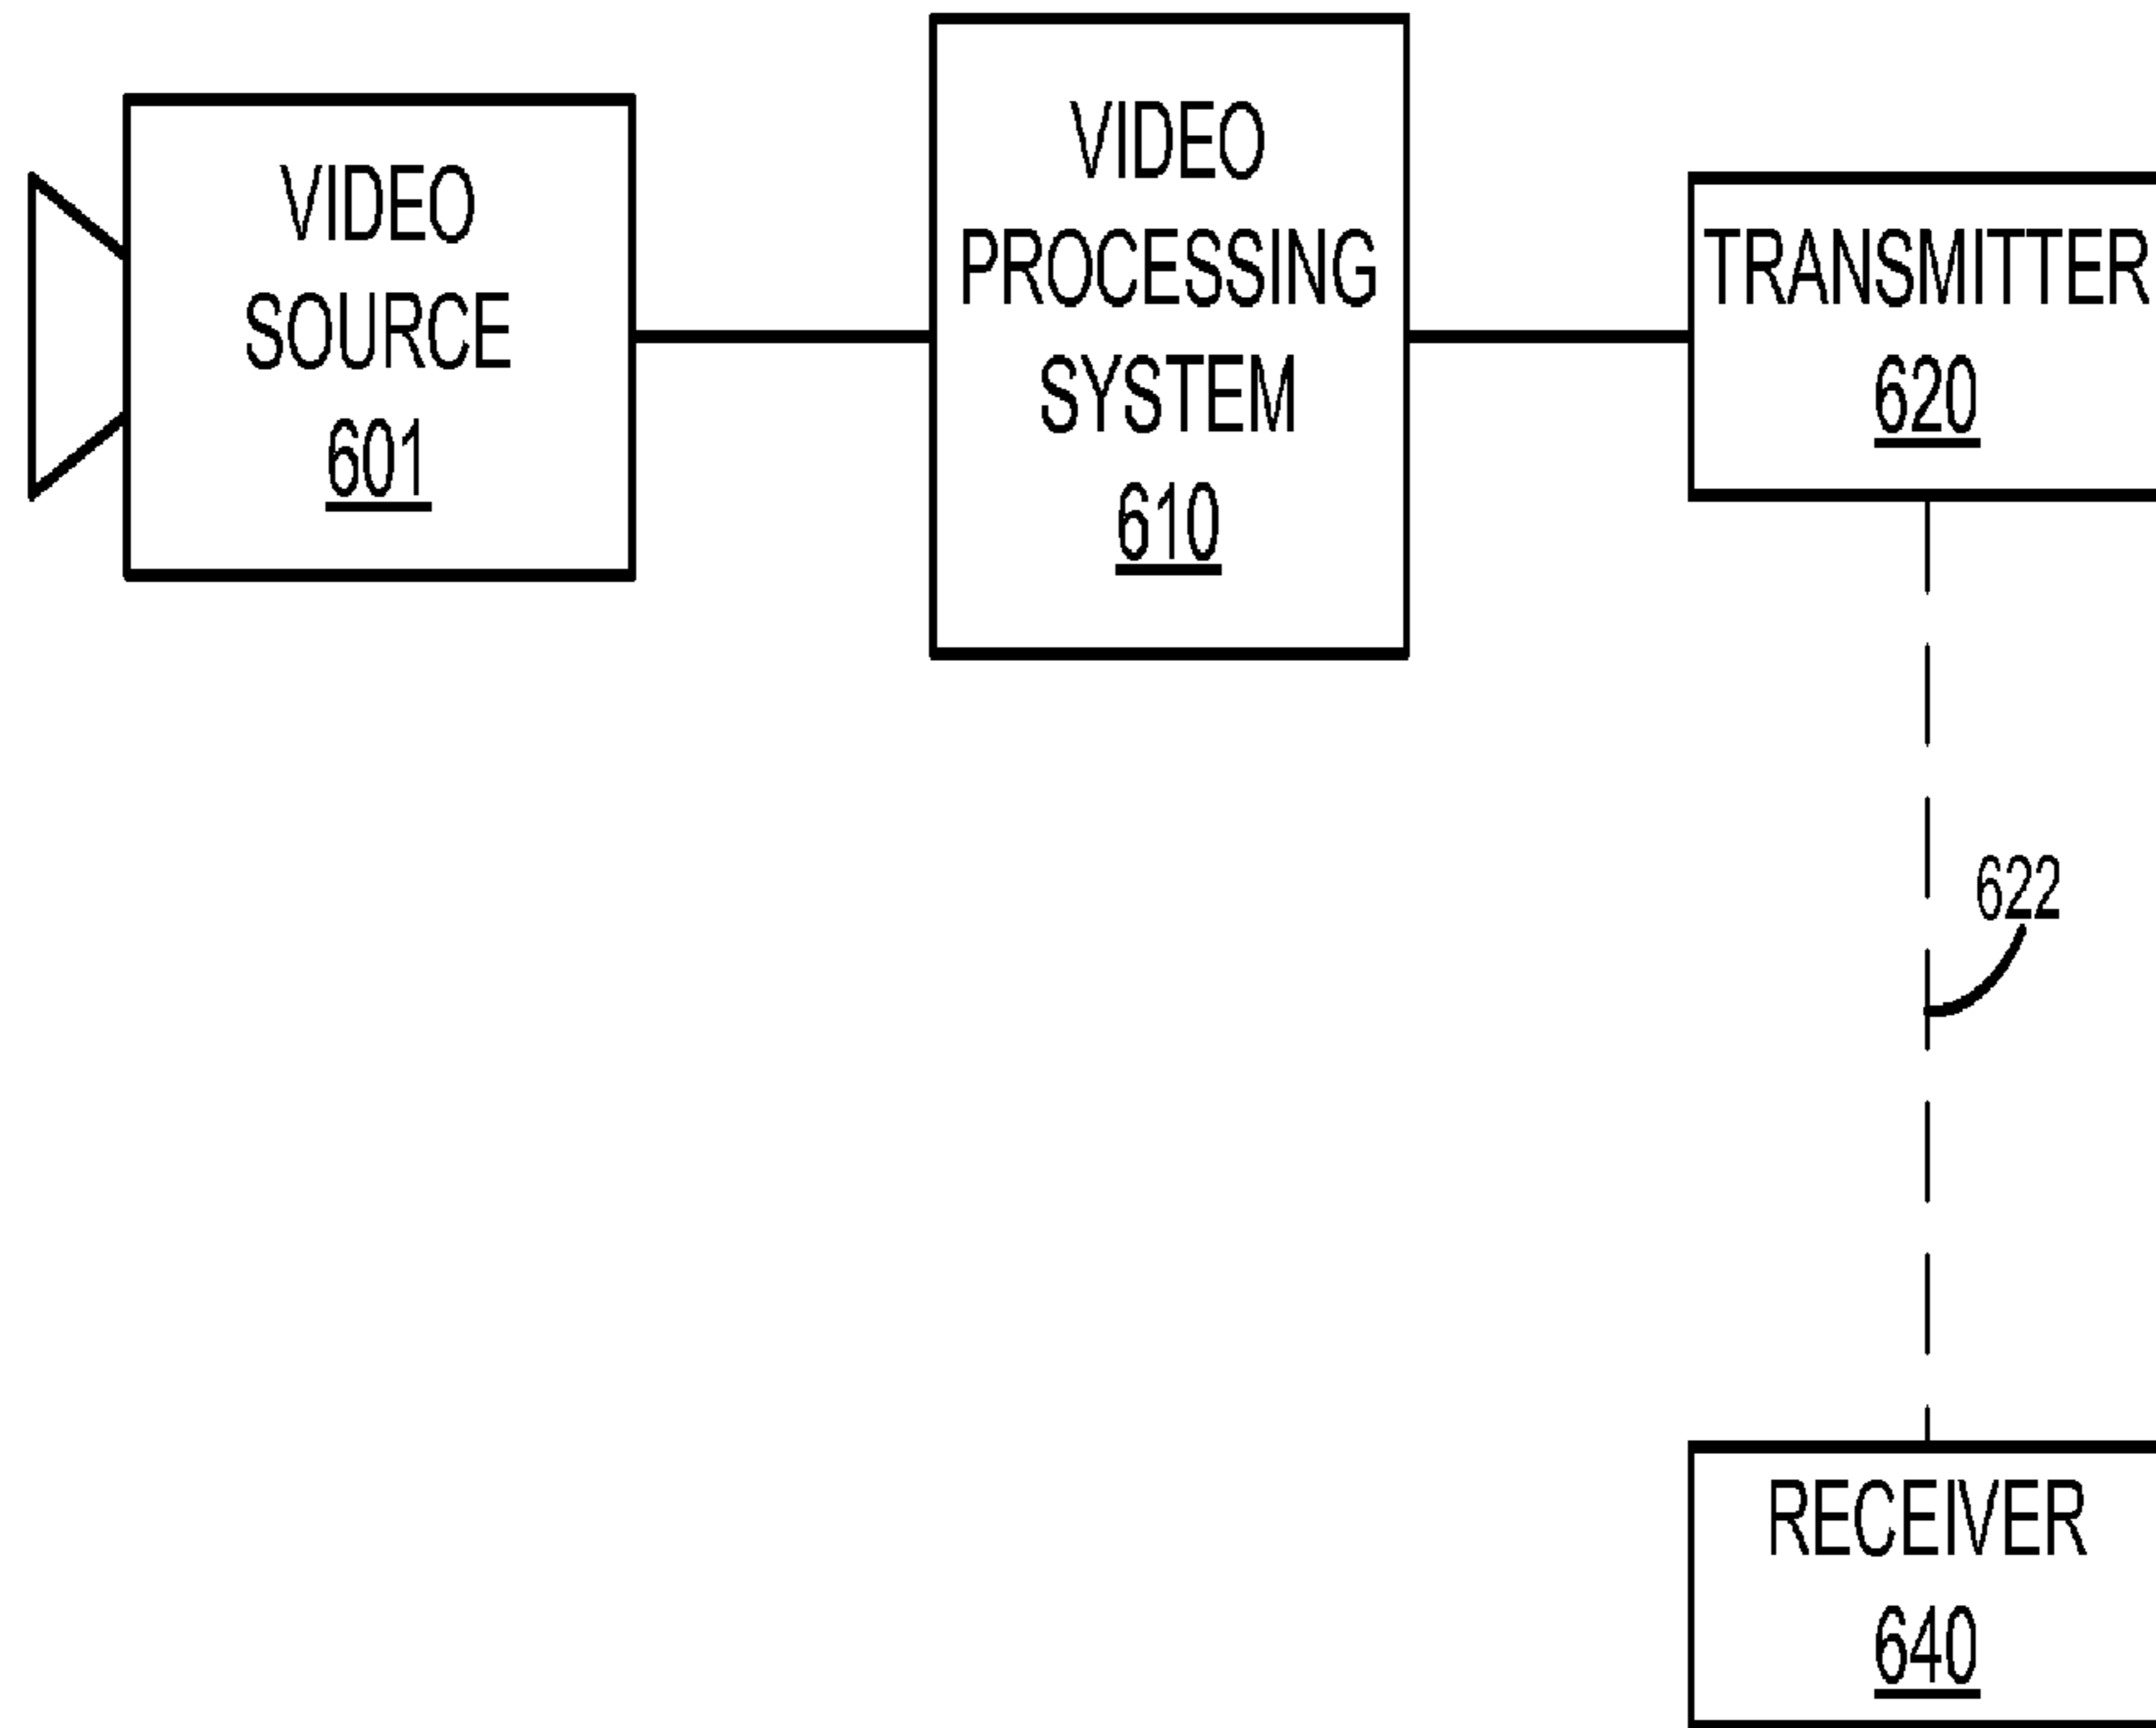 VIDEO
SOURCE
601
VIDEO
PROCESSING
SYSTEM
610
TRANSMITTER
620
622
RECEIVER
640